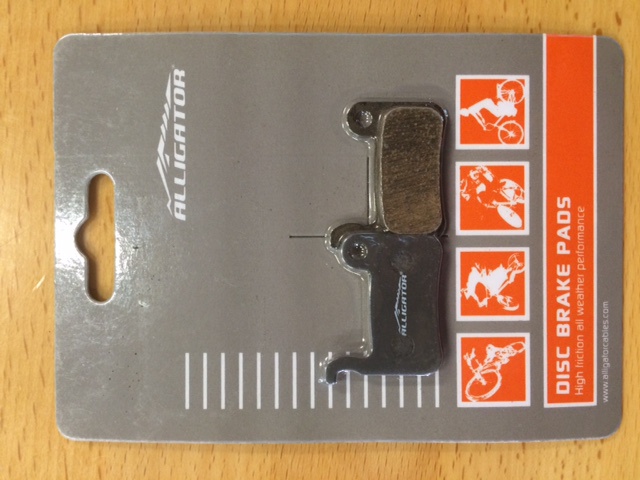 ALLIGATOR
ALLIGATOR
DISC BRAKE PADS
High friction all weather performance
www.alligatorcables.com